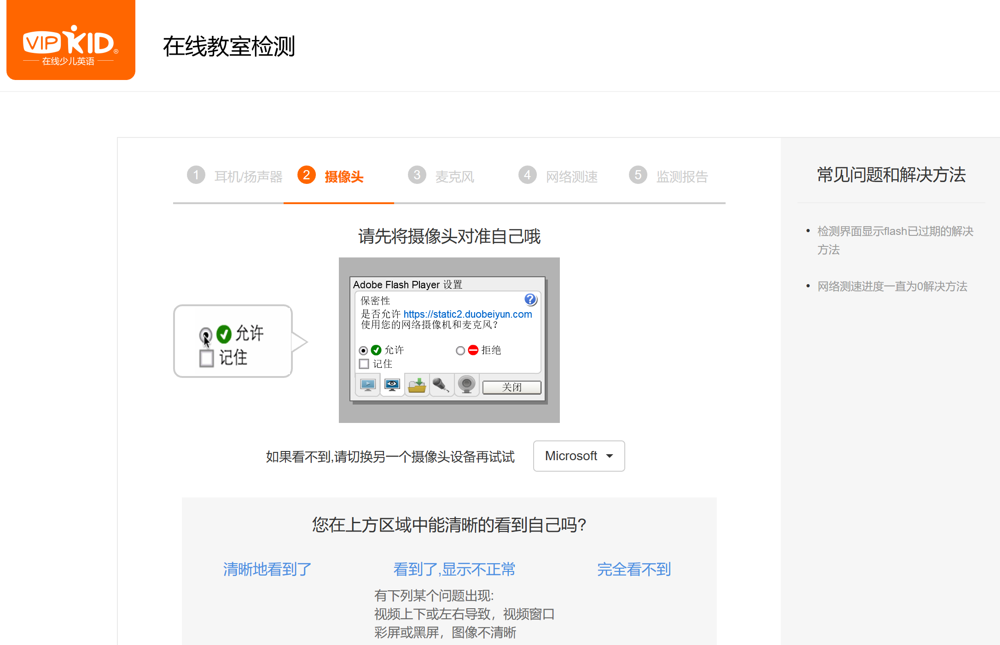 VIPKID®
在线少儿英语
在线教室检测
1 耳机/扬声器 2 摄像头 3 麦克风 4 网络测速 5 监测报告
请先将摄像头对准自己哦
Adobe Flash Player 设置
保密性
?
是否允许 https://static2.duobeiyun.com
使用您的网络摄像机和麦克风?
允许 拒绝
记住
关闭
允许
记住
如果看不到,请切换另一个摄像头设备再试试 Microsoft
您在上方区域中能清晰的看到自己吗?
清晰地看到了 看到了,显示不正常 完全看不到
有下列某个问题出现:
视频上下或左右导致，视频窗口
彩屏或黑屏，图像不清晰
常见问题和解决方法
• 检测界面显示flash已过期的解决
方法
• 网络测速进度一直为0解决方法